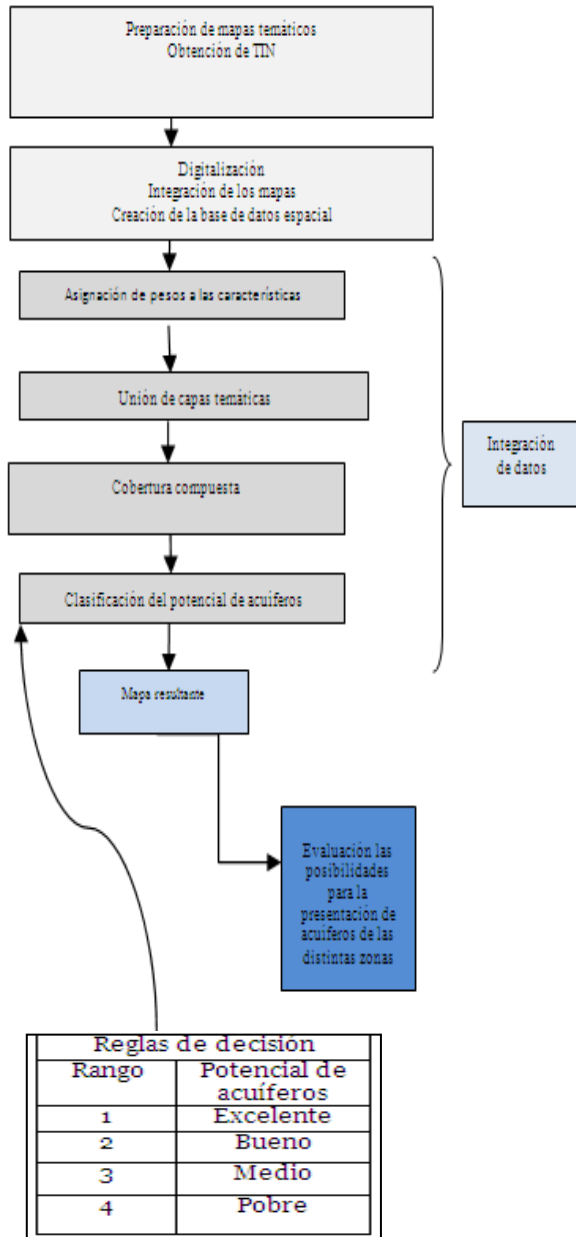 Preparación de mapas temáticos
Obtención de TIN
Digitalización
Integración de los mapas
Creación de la base de datos espacial
Asignación de pesos a las características
Unión de capas temáticas
Cobertura compuesta
Clasificación del potencial de acuíferos
Mapa resultante
Integración
de datos
Evaluación las
posibilidades
para la
presentación de
acuíferos de las
distintas zonas
Reglas de decisión
Rango Potencial de
acuíferos
1 Excelente
2 Bueno
3 Medio
4 Pobre